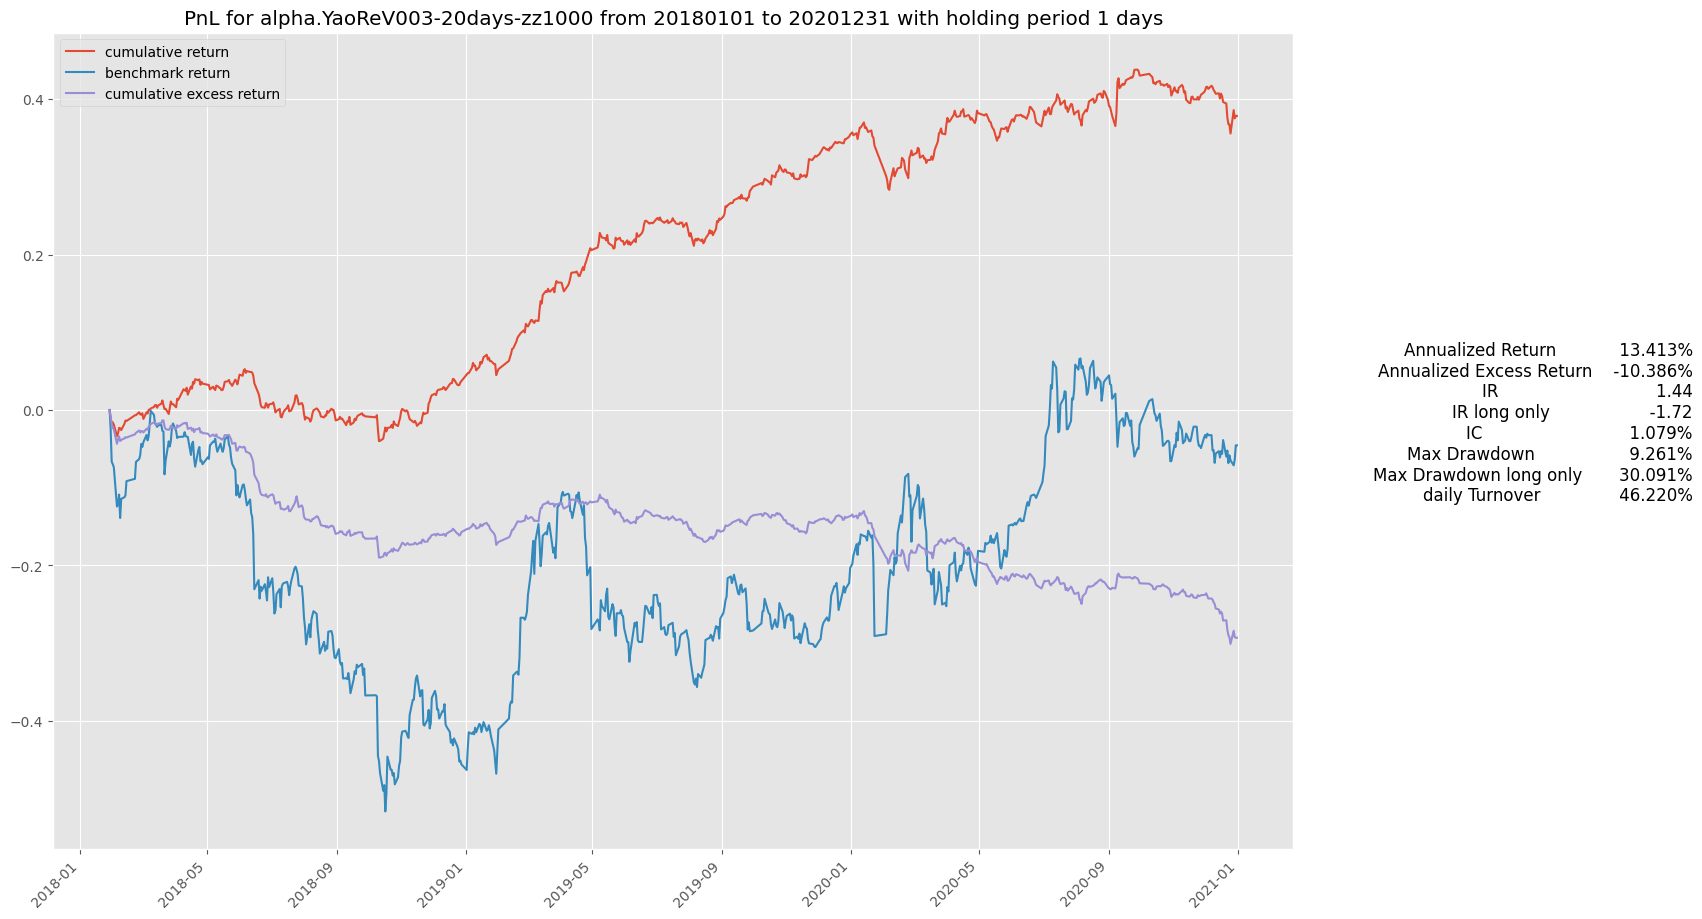 PnL for alpha.YaoReV003-20days-zz1000 from 20180101 to 20201231 with holding period 1 days
cumulative return
benchmark return
cumulative excess return
0.4
0.2
0.0
−0.2
−0.4
2018-01
2018-05
2018-09
2019-01
2019-05
2019-09
2020-01
2020-05
2020-09
2021-01
Annualized Return 13.413%
Annualized Excess Return -10.386%
IR 1.44
IR long only -1.72
IC 1.079%
Max Drawdown 9.261%
Max Drawdown long only 30.091%
daily Turnover 46.220%